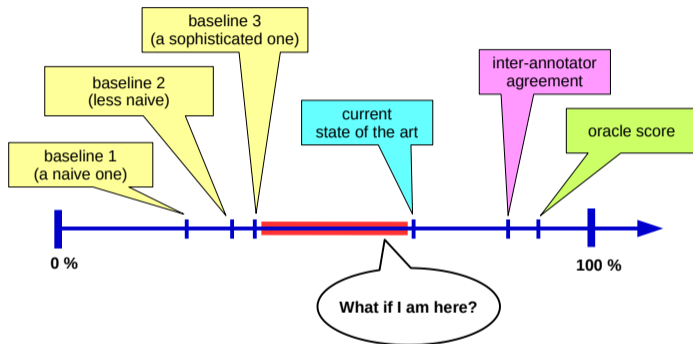 baseline 3
(a sophisticated one)
baseline 2
(less naive)
baseline 1
(a naive one)
current
state of the art
inter-annotator
agreement
oracle score
0 %
100 %
What if I am here?